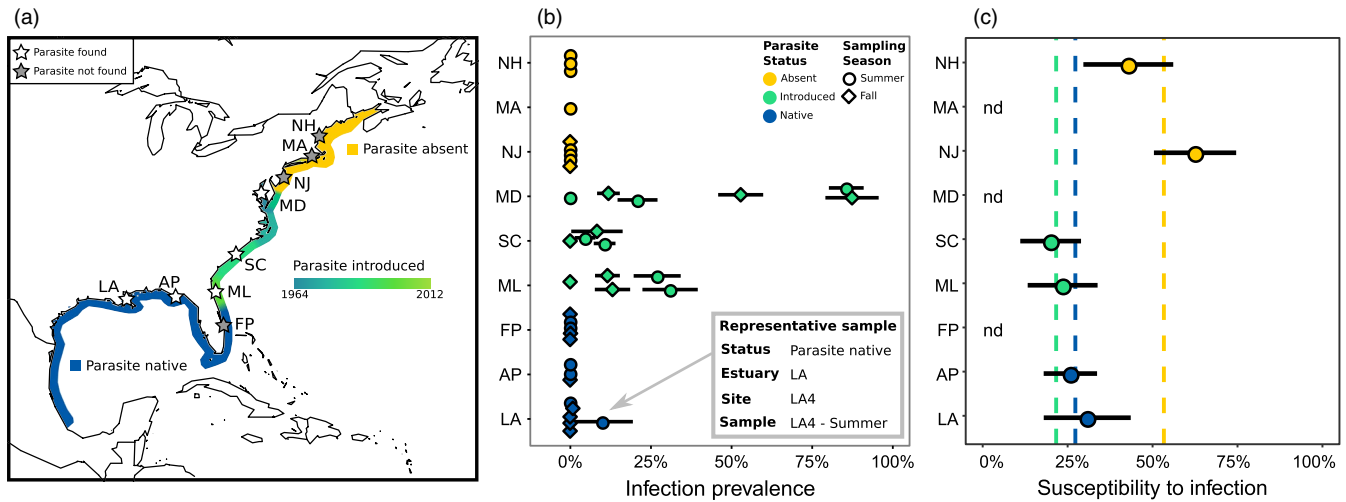 (a)
Parasite found
Parasite not found
NH
MA
Parasite absent
NJ
MD
SC
Parasite introduced
1964 2012
LA
AP
ML
FP
Parasite native
(b)
Parasite Status
Absent
Introduced
Native
Sampling Season
Summer
Fall
NH
MA
NJ
MD
SC
ML
FP
AP
LA
Representative sample
Status Parasite native
Estuary LA
Site LA4
Sample LA4 - Summer
0% 25% 50% 75% 100%
Infection prevalence
(c)
NH
MA nd
NJ
MD nd
SC
ML
FP nd
AP
LA
0% 25% 50% 75% 100%
Susceptibility to infection